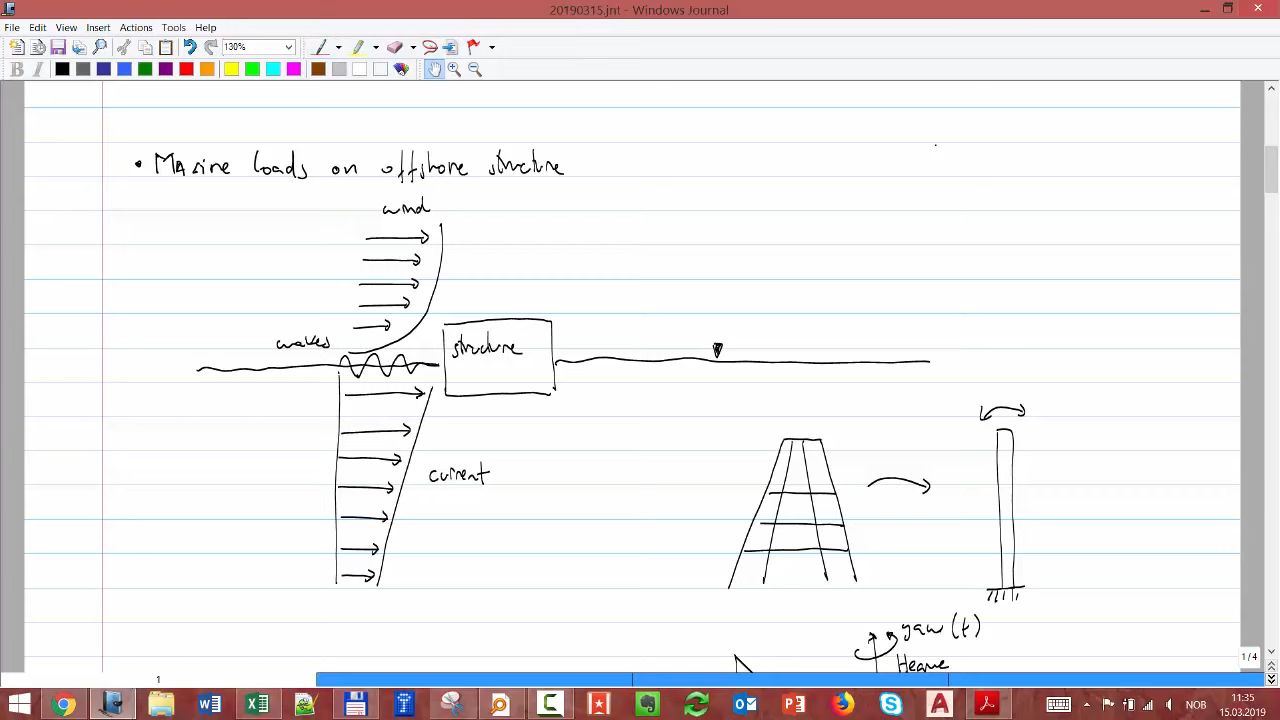 20190315.jnt - Windows Journal
File Edit View Insert Actions Tools Help
130%
B I
• Marine loads on offshore structure
wind
waves
structure
current
yaw (t)
Heave
1/4
1
NOB
11:35
15.03.2019